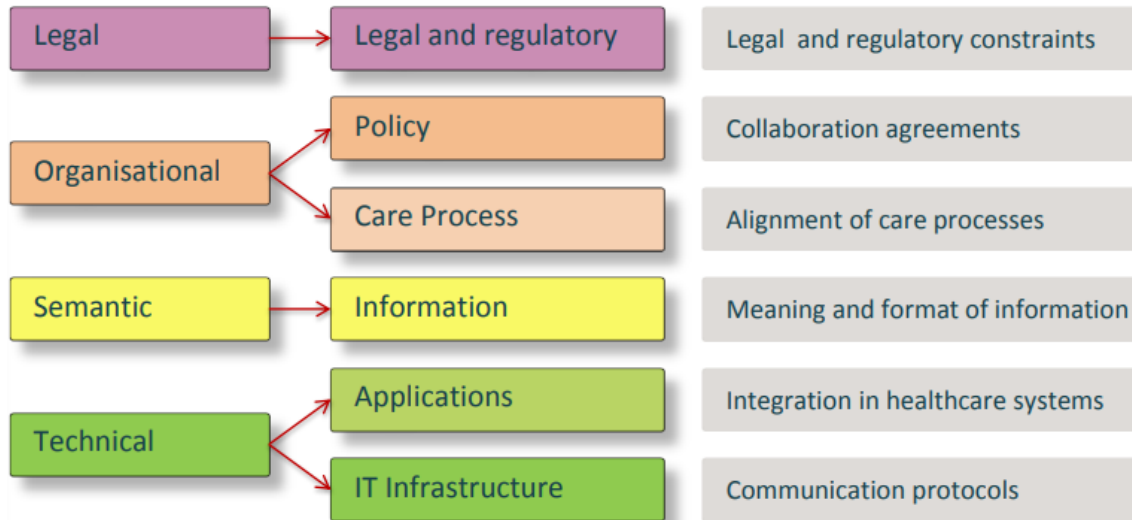 Legal
Legal and regulatory
Legal and regulatory constraints
Organisational
Policy
Collaboration agreements
Care Process
Alignment of care processes
Semantic
Information
Meaning and format of information
Technical
Applications
Integration in healthcare systems
IT Infrastructure
Communication protocols